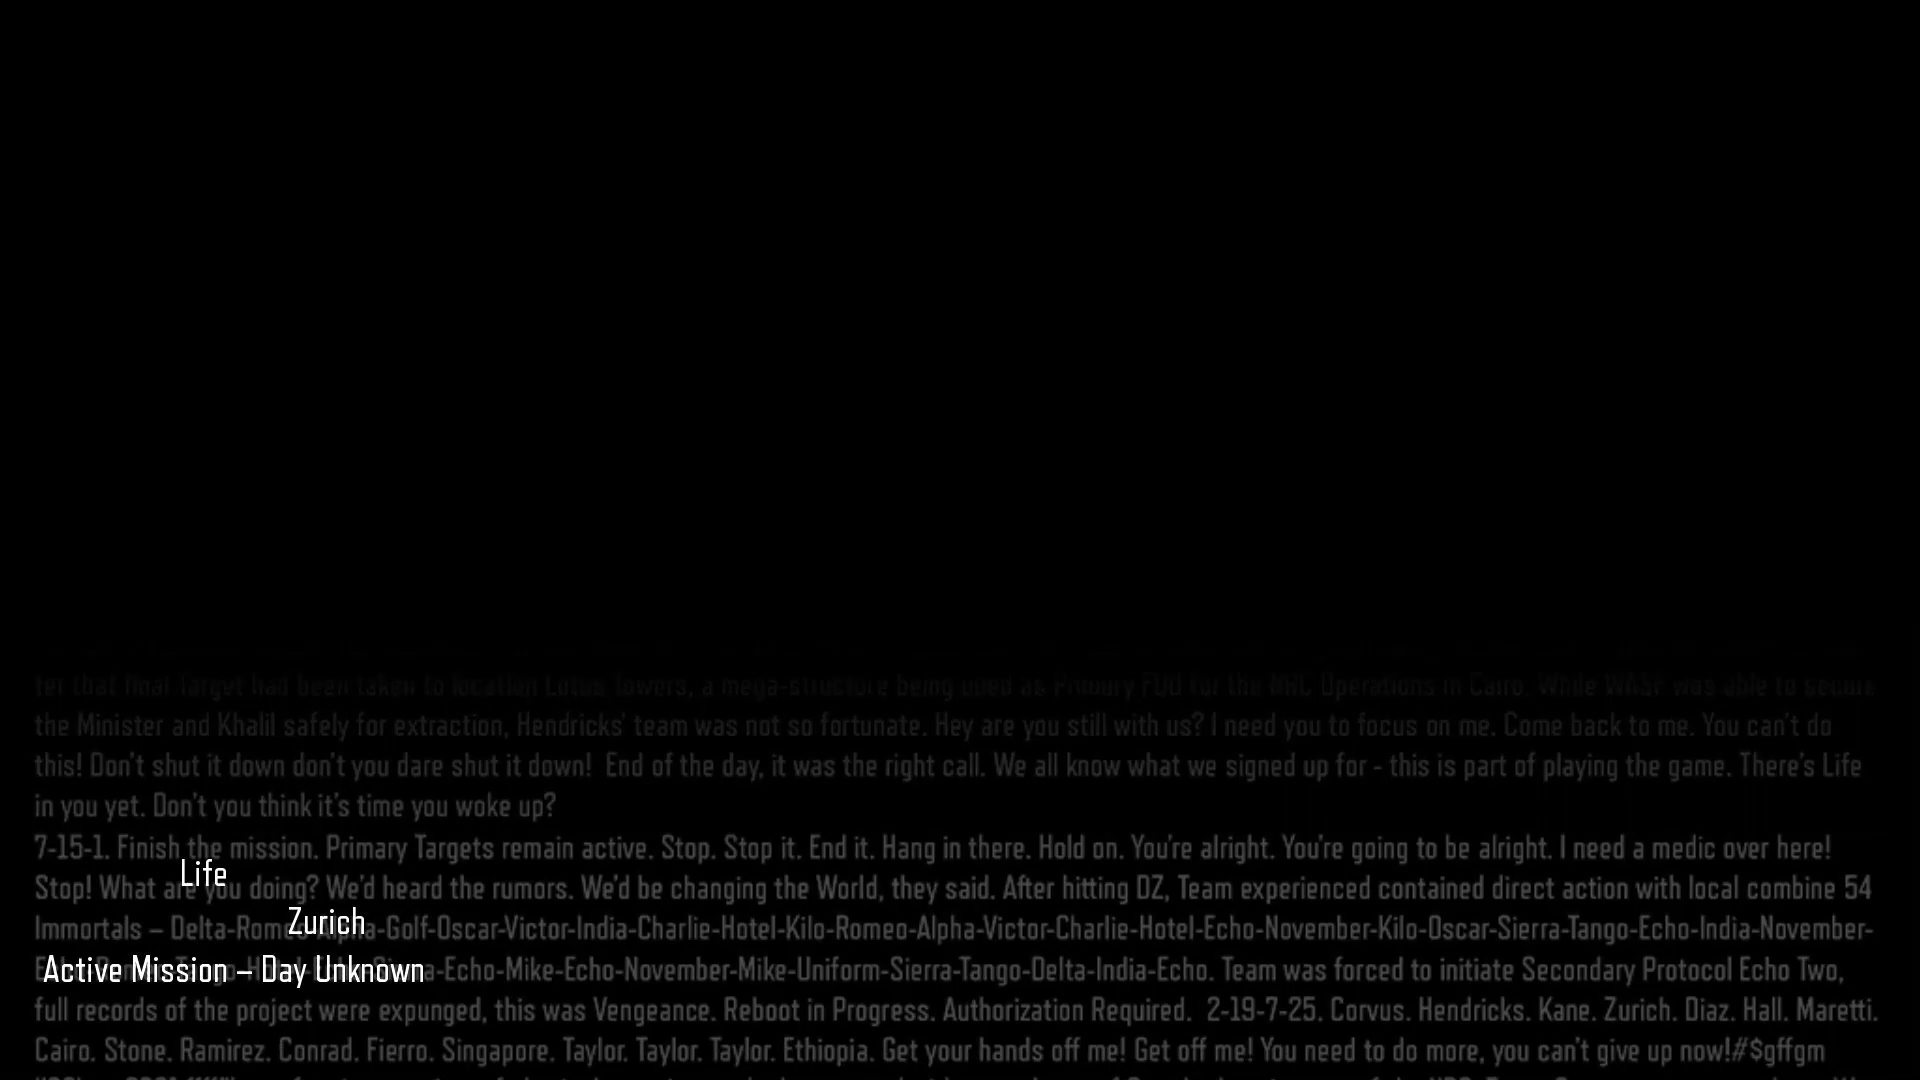 ter that final Target had been taken to location Lotus Towers, a mega-structure being used as Primary FOB for the NRC Operations in Cairo. While WASF was able to secure
the Minister and Khalil safely for extraction, Hendricks' team was not so fortunate. Hey are you still with us? I need you to focus on me. Come back to me. You can't do
this! Don't shut it down don't you dare shut it down!  End of the day, it was the right call. We all know what we signed up for - this is part of playing the game. There's Life
in you yet. Don't you think it's time you woke up?
7-15-1. Finish the mission. Primary Targets remain active. Stop. Stop it. End it. Hang in there. Hold on. You're alright. You're going to be alright. I need a medic over here!
Life
Stop! What are you doing? We'd heard the rumors. We'd be changing the World, they said. After hitting DZ, Team experienced contained direct action with local combine 54
Zurich
Immortals – Delta-Romeo-Alpha-Golf-Oscar-Victor-India-Charlie-Hotel-Kilo-Romeo-Alpha-Victor-Charlie-Hotel-Echo-November-Kilo-Oscar-Sierra-Tango-Echo-India-November-
Active Mission – Day Unknown
-Echo-Mike-Echo-November-Mike-Uniform-Sierra-Tango-Delta-India-Echo. Team was forced to initiate Secondary Protocol Echo Two,
full records of the project were expunged, this was Vengeance. Reboot in Progress. Authorization Required.  2-19-7-25. Corvus. Hendricks. Kane. Zurich. Diaz. Hall. Maretti.
Cairo. Stone. Ramirez. Conrad. Fierro. Singapore. Taylor. Taylor. Taylor. Ethiopia. Get your hands off me! Get off me! You need to do more, you can't give up now!#$gffgm